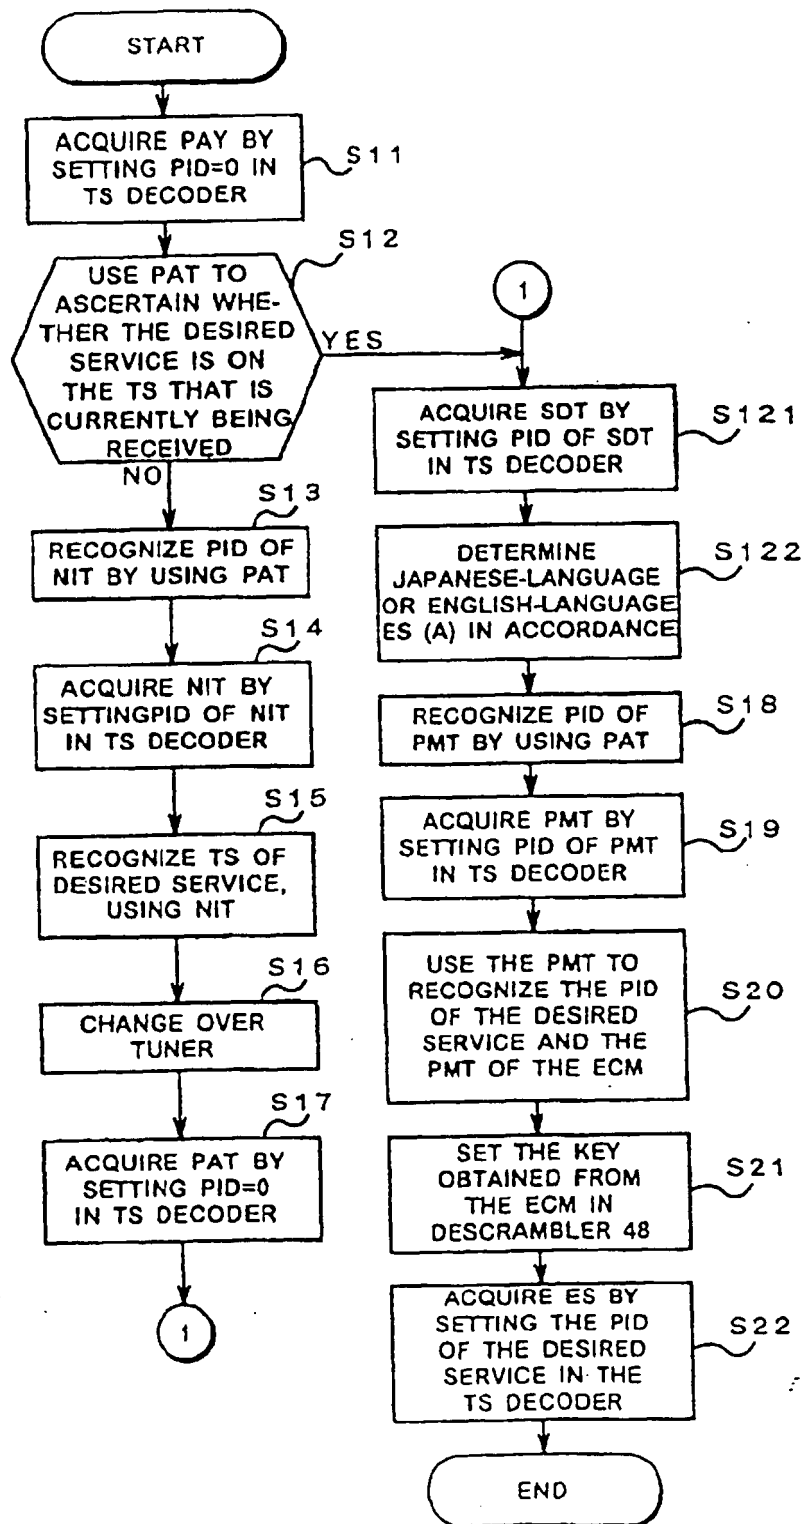 START
ACQUIRE PAY BY
SETTING PID=0 IN
TS DECODER
S11
S12
USE PAT TO
ASCERTAIN WHE-
THER THE DESIRED
SERVICE IS ON
THE TS THAT IS
CURRENTLY BEING
RECEIVED
YES
NO
S13
RECOGNIZE PID OF
NIT BY USING PAT
S14
ACQUIRE NIT BY
SETTINGPID OF NIT
IN TS DECODER
S15
RECOGNIZE TS OF
DESIRED SERVICE,
USING NIT
S16
CHANGE OVER
TUNER
S17
ACQUIRE PAT BY
SETTING PID=0
IN TS DECODER
1
1
ACQUIRE SDT BY
SETTING PID OF SDT
IN TS DECODER
S121
DETERMINE
JAPANESE-LANGUAGE
OR ENGLISH-LANGUAGE
ES (A) IN ACCORDANCE
S122
RECOGNIZE PID OF
PMT BY USING PAT
S18
ACQUIRE PMT BY
SETTING PID OF PMT
IN TS DECODER
S19
USE THE PMT TO
RECOGNIZE THE PID
OF THE DESIRED
SERVICE AND THE
PMT OF THE ECM
S20
SET THE KEY
OBTAINED FROM
THE ECM IN
DESCRAMBLER 48
S21
ACQUIRE ES BY
SETTING THE PID
OF THE DESIRED
SERVICE IN THE
TS DECODER
S22
END